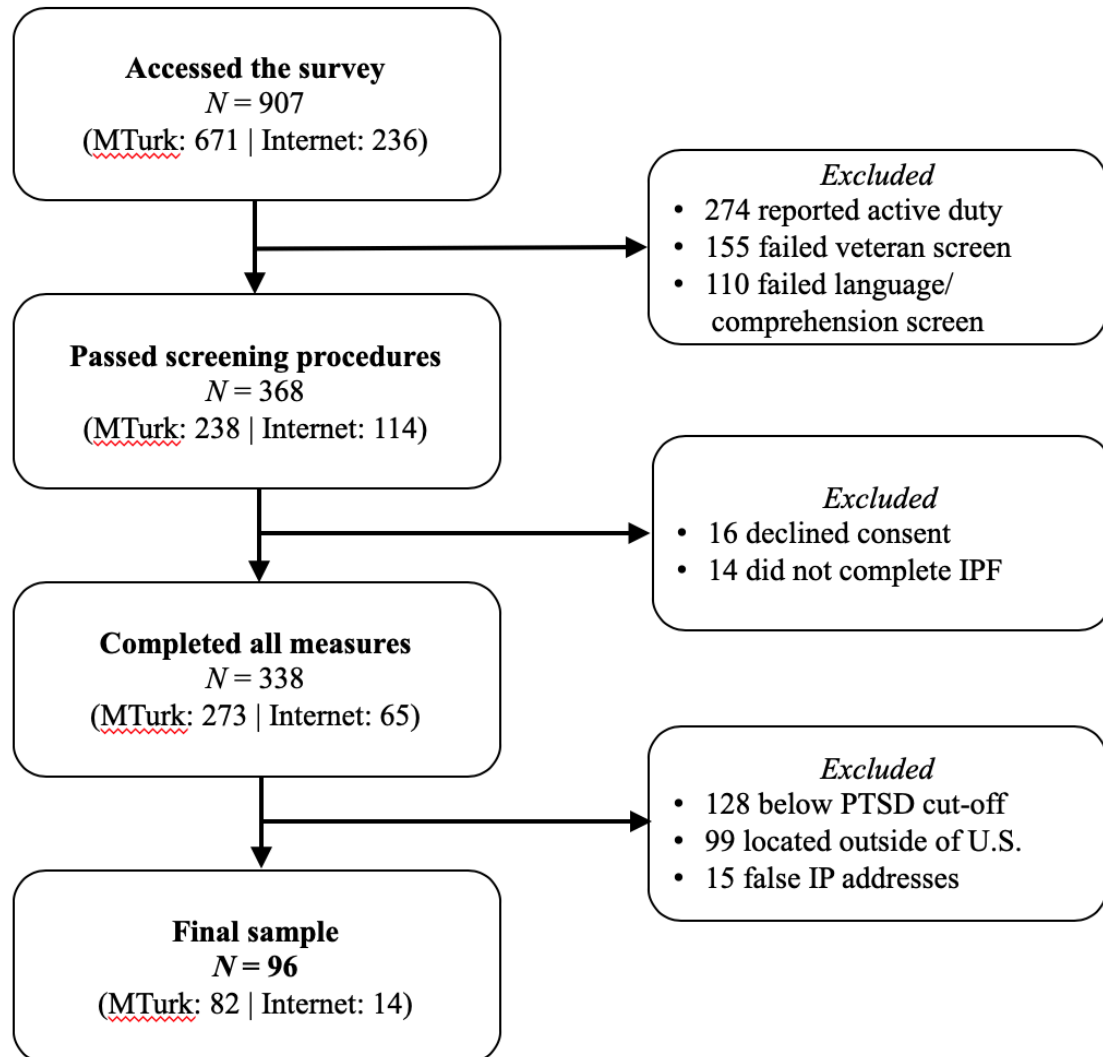 Accessed the survey
N = 907
(MTurk: 671 | Internet: 236)
Excluded
• 274 reported active duty
• 155 failed veteran screen
• 110 failed language/
comprehension screen
Passed screening procedures
N = 368
(MTurk: 238 | Internet: 114)
Excluded
• 16 declined consent
• 14 did not complete IPF
Completed all measures
N = 338
(MTurk: 273 | Internet: 65)
Excluded
• 128 below PTSD cut-off
• 99 located outside of U.S.
• 15 false IP addresses
Final sample
N = 96
(MTurk: 82 | Internet: 14)